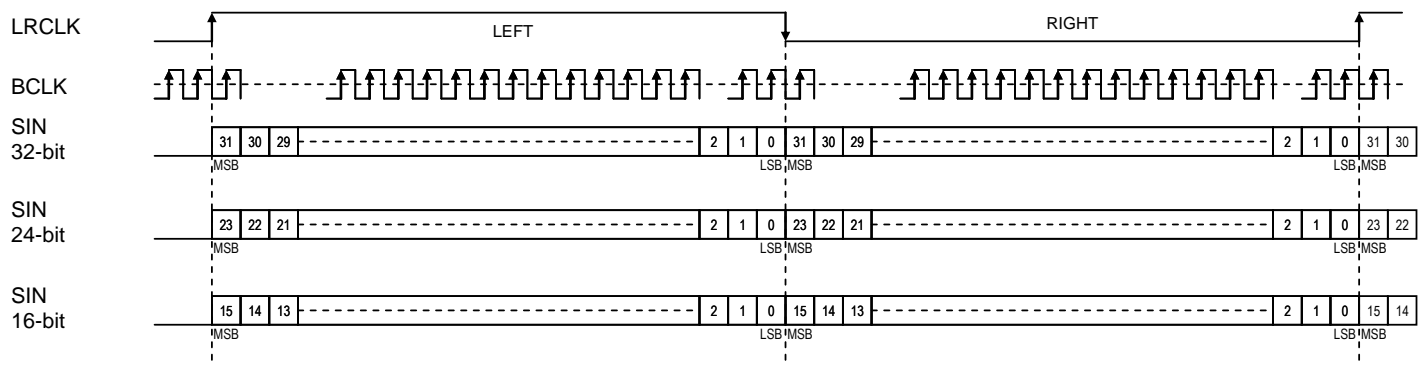 LRCLK
LEFT
RIGHT
BCLK
SIN
32-bit
31 30 29 2 1 0 31 30 29 2 1 0 31 30
MSB LSB MSB LSB MSB
SIN
24-bit
23 22 21 2 1 0 23 22 21 2 1 0 23 22
MSB LSB MSB LSB MSB
SIN
16-bit
15 14 13 2 1 0 15 14 13 2 1 0 15 14
MSB LSB MSB LSB MSB